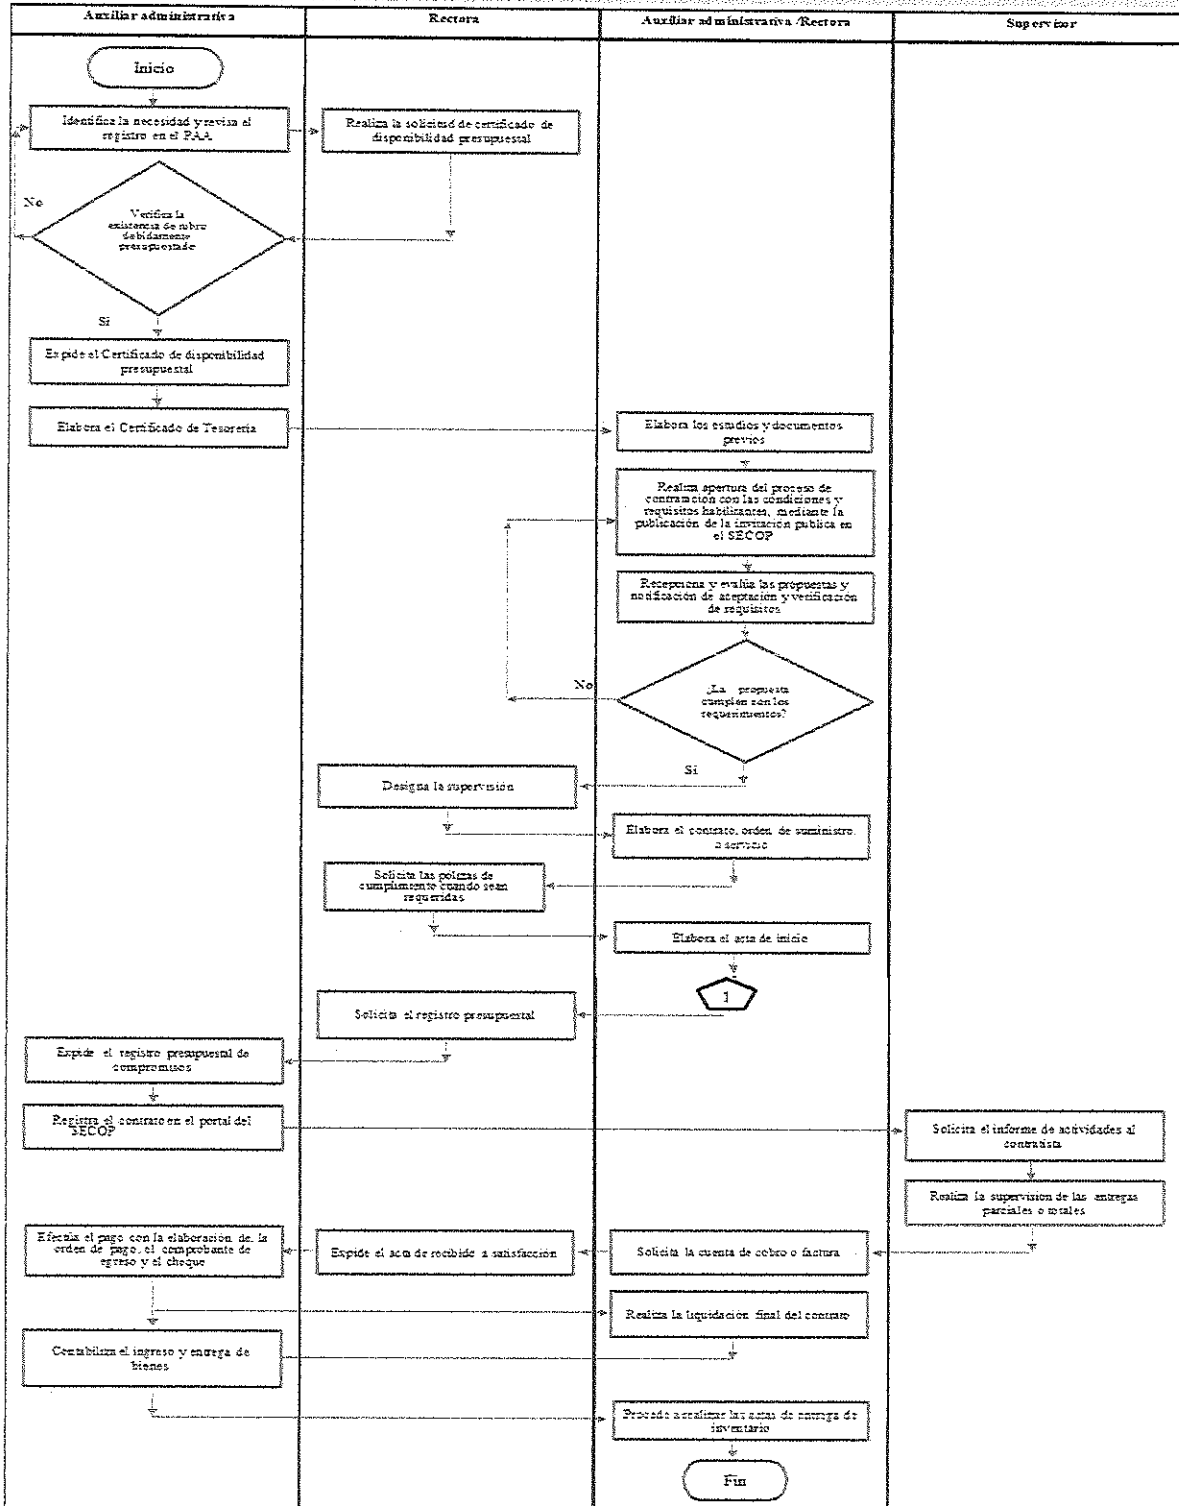 Auxiliar administrativa
Rectora
Auxiliar administrativa /Rectora
Supervisor
Inicio
Identifica la necesidad y revisa el
registro en el PAA
Realiza la solicitud de certificado de
disponibilidad presupuestal
No
Verifica la
existencia de rubro
debidamente
presupuestado
Si
Expide el Certificado de disponibilidad
presupuestal
Elabora el Certificado de Tesoreria
Elabora los estudios y documentos
previos
Realiza apertura del proceso de
contratación con las condiciones y
requisitos habilitantes, mediante la
publicación de la invitación publica en
el SECOP
Recepciona y evalúa las propuestas y
notificación de aceptación y verificación
de requisitos
No
¿La propuesta
cumplen con los
requerimientos?
Si
Designa la supervisión
Elabora el contrato, orden de suministro,
o servicio
Solicita las polizas de
cumplimiento cuando sean
requeridas
Elabora el acta de inicio
1
Solicita el registro presupuestal
Expide el registro presupuestal de
compromisos
Registra el contrato en el portal del
SECOP
Solicita el informe de actividades al
contratista
Realiza la supervision de las entregas
parciales o totales
Efectúa el pago con la elaboración de la
orden de pago, el comprobante de
egreso y el cheque
Expide el acta de recibido a satisfacción
Solicita la cuenta de cobro o factura
Realiza la liquidación final del contrato
Contabiliza el ingreso y entrega de
bienes
Procede a realizar las actas de entrega de
inventario
Fin